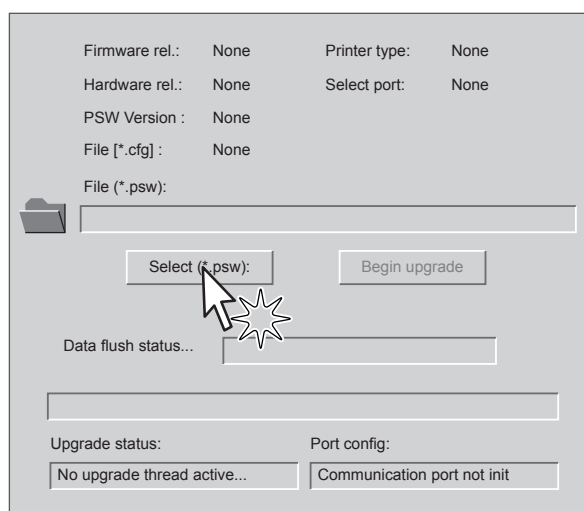 Firmware rel.: None Printer type: None
Hardware rel.: None Select port: None
PSW Version : None
File [*.cfg] : None
File (*.psw):
Select (*.psw): Begin upgrade
Data flush status...
Upgrade status: Port config:
No upgrade thread active... Communication port not init